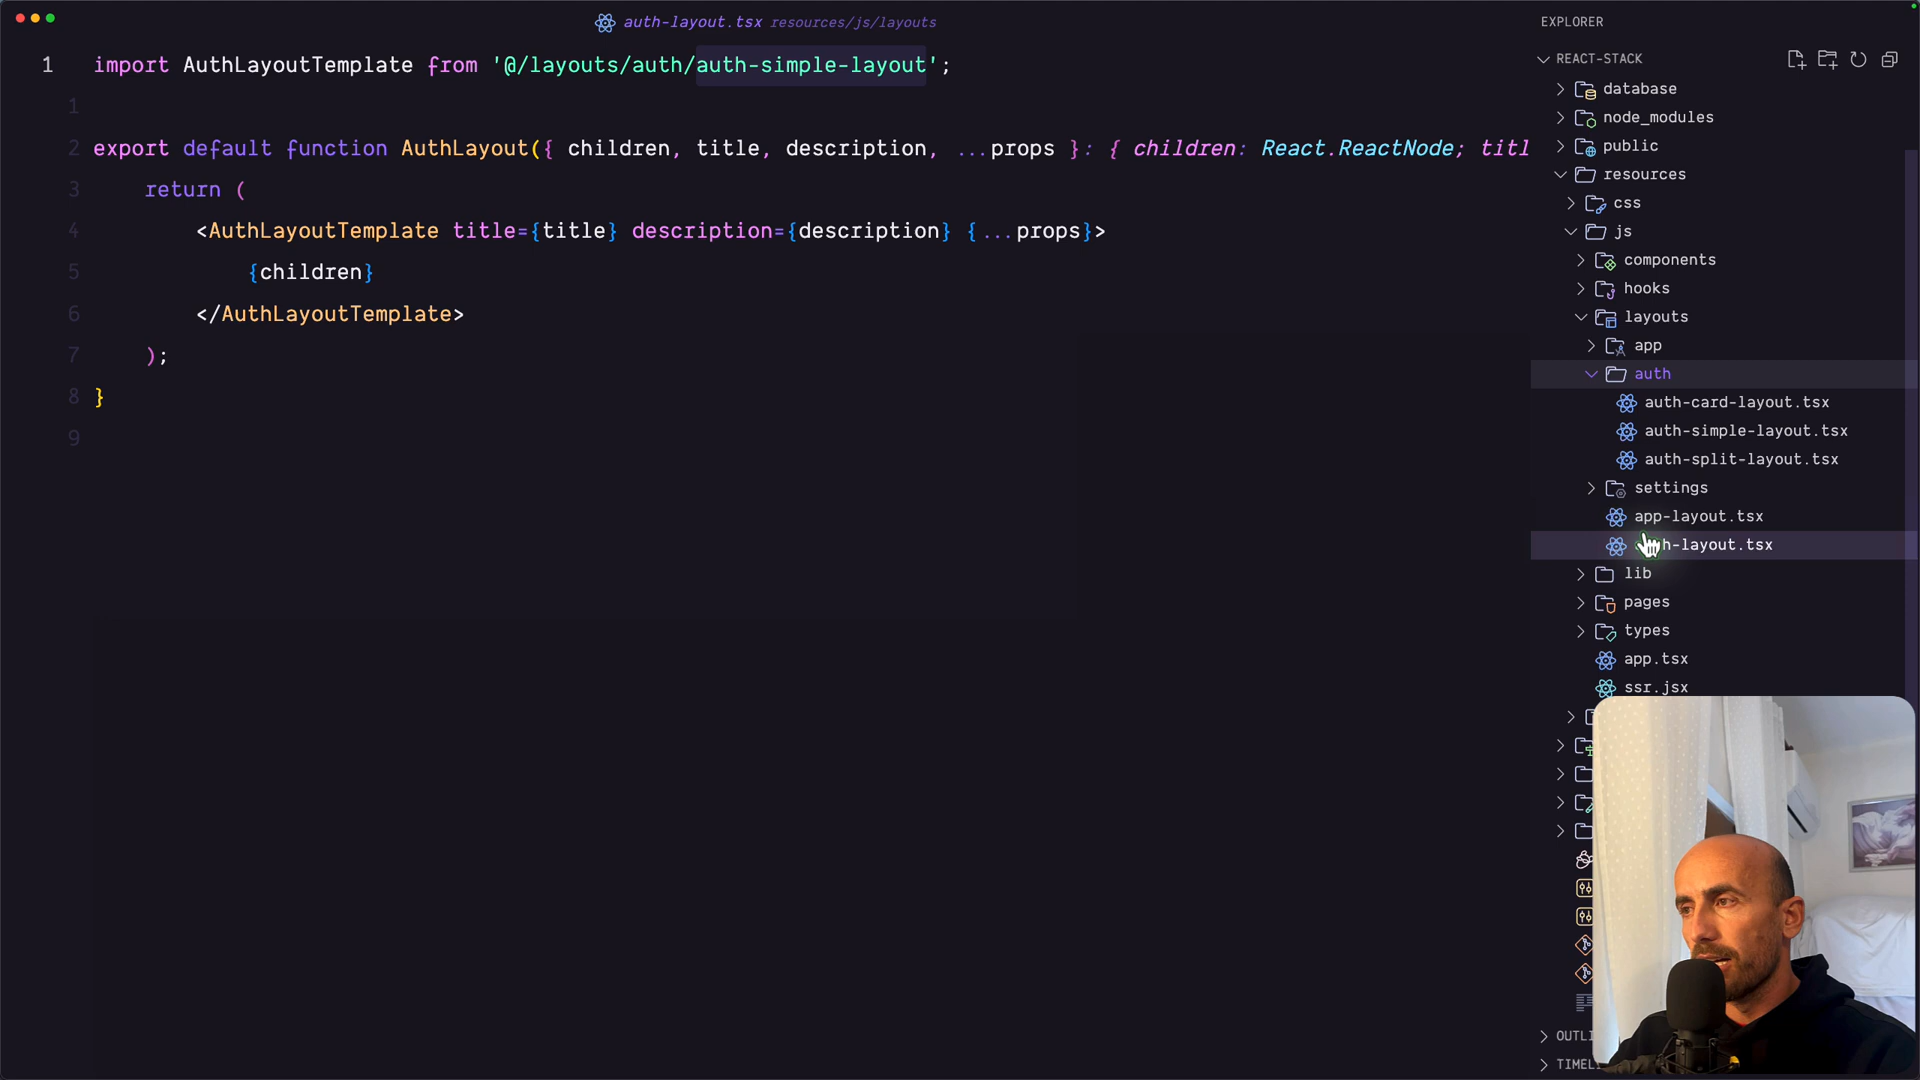 auth-layout.tsx resources/js/layouts
1 import AuthLayoutTemplate from '@/layouts/auth/auth-simple-layout';
1
2 export default function AuthLayout({ children, title, description, ...props }: { children: React.ReactNode; titl
3 return (
4 <AuthLayoutTemplate title={title} description={description} {...props}>
5 {children}
6 </AuthLayoutTemplate>
7 );
8 }
9
EXPLORER
REACT-STACK
database
node_modules
public
resources
css
js
components
hooks
layouts
app
auth
auth-card-layout.tsx
auth-simple-layout.tsx
auth-split-layout.tsx
settings
app-layout.tsx
h-layout.tsx
lib
pages
types
app.tsx
ssr.jsx
OUTLI
TIMEL